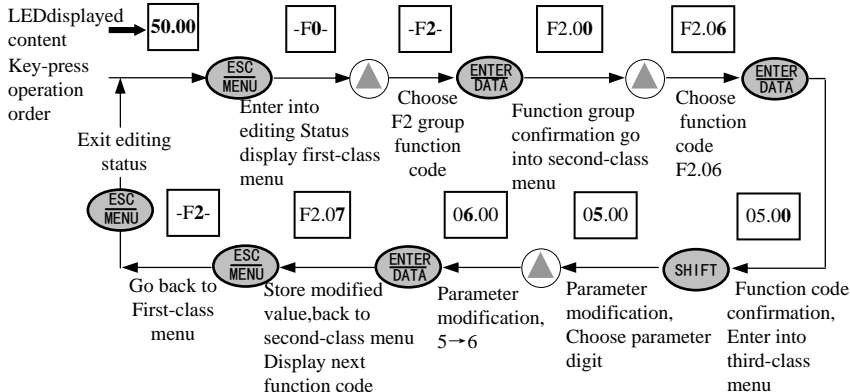 LEDdisplayed
content
50.00
-F0-
-F2-
F2.00
F2.06
Key-press
operation
order
ESC
MENU
ENTER
DATA
ENTER
DATA
Enter into
editing Status
display first-class
menu
Choose
F2 group
function
code
Function group
confirmation go
into second-class
menu
Choose
function
code
F2.06
Exit editing
status
ESC
MENU
-F2-
F2.07
06.00
05.00
05.00
ESC
MENU
ENTER
DATA
SHIFT
Go back to
First-class
menu
Store modified
value,back to
second-class menu
Display next
function code
Parameter
modification,
5→6
Parameter
modification,
Choose parameter
digit
Function code
confirmation,
Enter into
third-class
menu